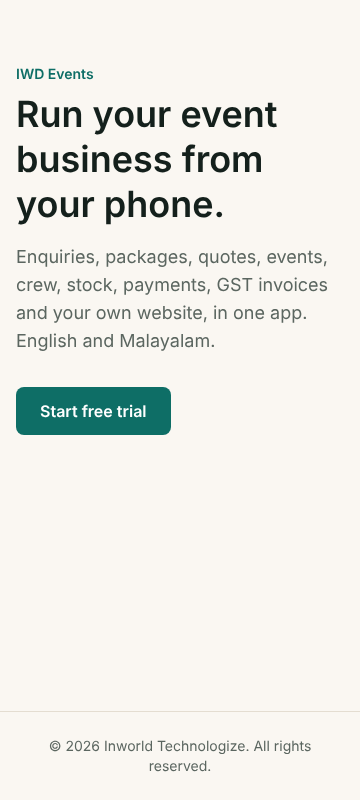 IWD Events
Run your event
business from
your phone.
Enquiries, packages, quotes, events,
crew, stock, payments, GST invoices
and your own website, in one app.
English and Malayalam.
Start free trial
© 2026 Inworld Technologize. All rights
reserved.